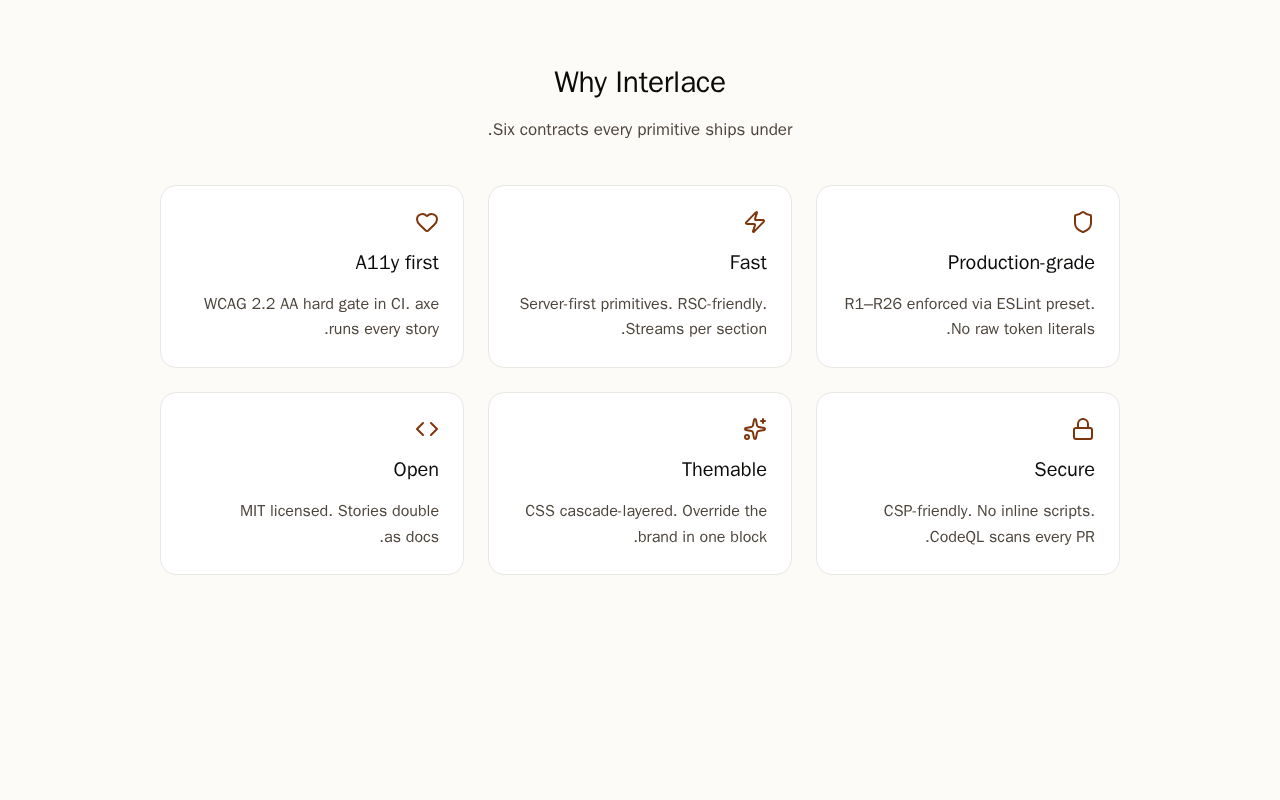 Why Interlace
.Six contracts every primitive ships under
Production-grade
R1–R26 enforced via ESLint preset.
.No raw token literals
Fast
Server-first primitives. RSC-friendly.
.Streams per section
A11y first
WCAG 2.2 AA hard gate in CI. axe
.runs every story
Secure
CSP-friendly. No inline scripts.
.CodeQL scans every PR
Themable
CSS cascade-layered. Override the
.brand in one block
Open
MIT licensed. Stories double
.as docs